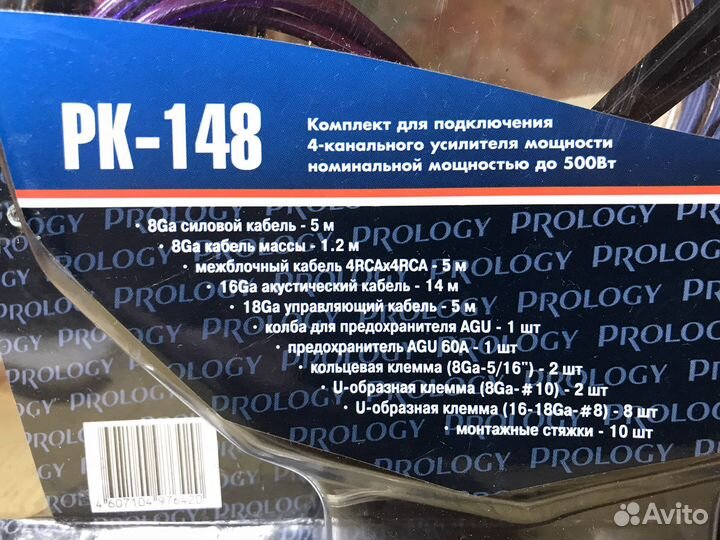 PK-148
Комплект для подключения
4-канального усилителя мощности
номинальной мощностью до 500Вт
· 8Ga силовой кабель - 5 м
· 8Ga кабель массы - 1.2 м
· межблочный кабель 4RCAx4RCA - 5 м
· 16Ga акустический кабель - 14 м
· 18Ga управляющий кабель - 5 м
· колба для предохранителя AGU - 1 шт
· предохранитель AGU 60A - 1 шт
· кольцевая клемма (8Ga-5/16") - 2 шт
· U-образная клемма (8Ga-#10) - 2 шт
· U-образная клемма (16-18Ga-#8) - 8 шт
· монтажные стяжки - 10 шт
PROLOGY
4 607104 976420
Avito